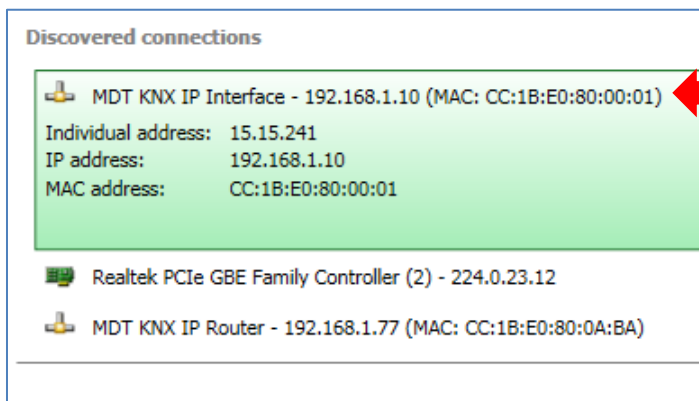 Discovered connections
MDT KNX IP Interface - 192.168.1.10 (MAC: CC:1B:E0:80:00:01)
Individual address: 15.15.241
IP address: 192.168.1.10
MAC address: CC:1B:E0:80:00:01
Realtek PCIe GBE Family Controller (2) - 224.0.23.12
MDT KNX IP Router - 192.168.1.77 (MAC: CC:1B:E0:80:0A:BA)